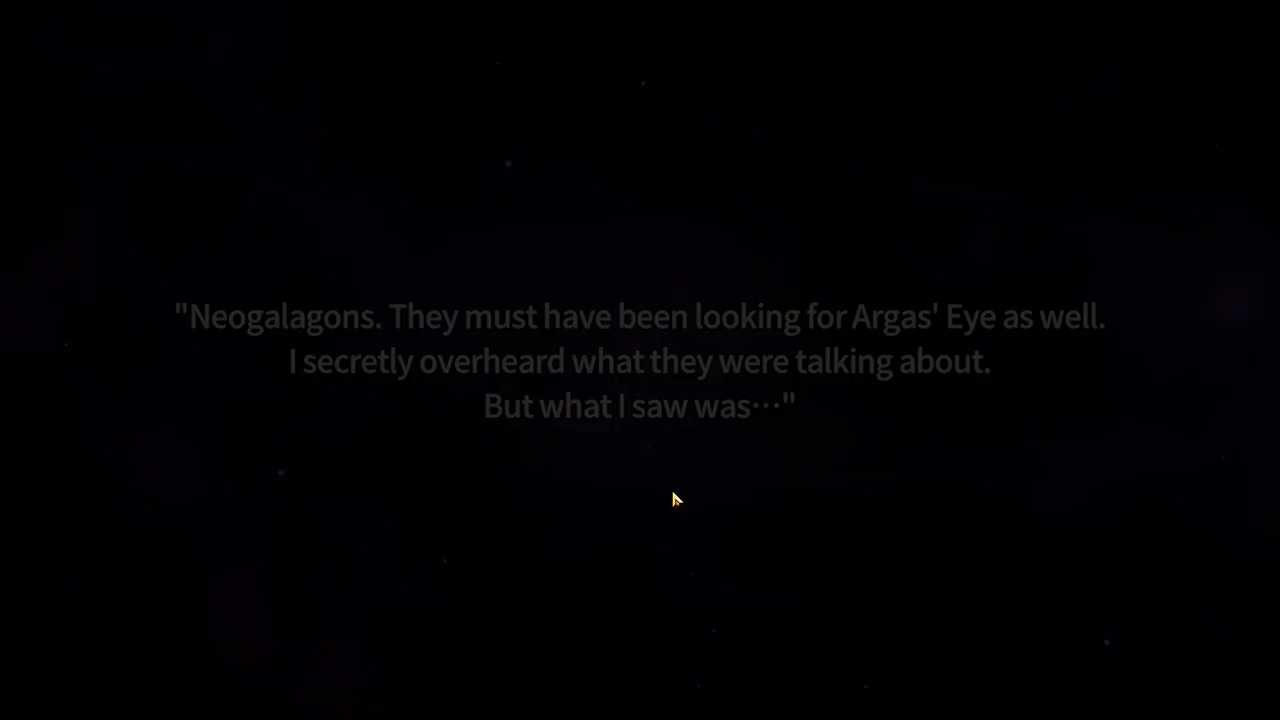 "Neogalagons. They must have been looking for Argas' Eye as well.
I secretly overheard what they were talking about.
But what I saw was⋯"